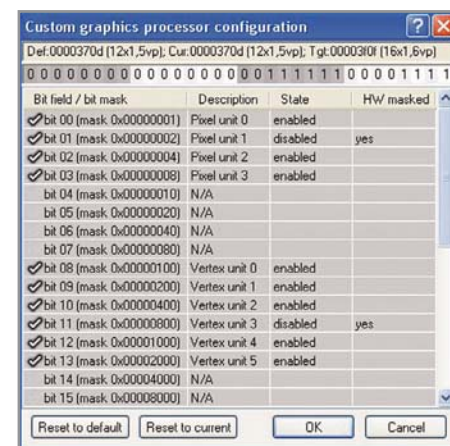 Custom graphics processor configuration
Def:0000370d (12x1,5vp); Cur:0000370d (12x1,5vp); Tgt:00003f0f (16x1,6vp)
0 0 0 0 0 0 0 0 0 0 0 0 0 0 0 0 0 0 1 1 1 1 1 1 0 0 0 0 1 1 1 1
Bit field / bit mask Description State HW masked
bit 00 (mask 0x00000001) Pixel unit 0 enabled
bit 01 (mask 0x00000002) Pixel unit 1 disabled yes
bit 02 (mask 0x00000004) Pixel unit 2 enabled
bit 03 (mask 0x00000008) Pixel unit 3 enabled
bit 04 (mask 0x00000010) N/A
bit 05 (mask 0x00000020) N/A
bit 06 (mask 0x00000040) N/A
bit 07 (mask 0x00000080) N/A
bit 08 (mask 0x00000100) Vertex unit 0 enabled
bit 09 (mask 0x00000200) Vertex unit 1 enabled
bit 10 (mask 0x00000400) Vertex unit 2 enabled
bit 11 (mask 0x00000800) Vertex unit 3 disabled yes
bit 12 (mask 0x00001000) Vertex unit 4 enabled
bit 13 (mask 0x00002000) Vertex unit 5 enabled
bit 14 (mask 0x00004000) N/A
bit 15 (mask 0x00008000) N/A
Reset to default Reset to current OK Cancel